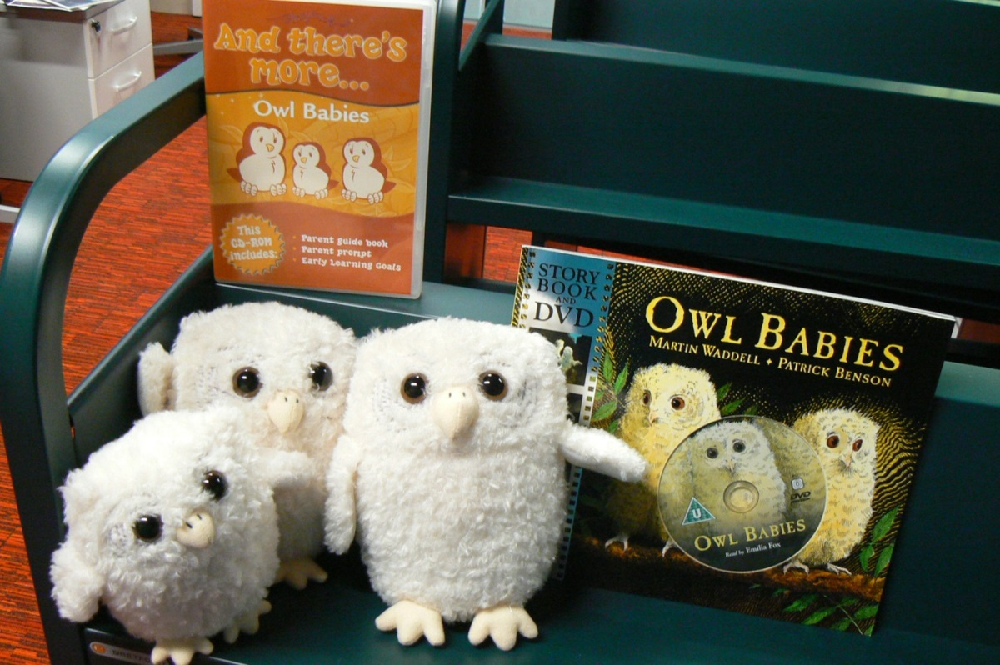 And there's
more...
Owl Babies
This
CD-ROM
includes:
• Parent guide book
• Parent prompt
• Early Learning Goals
STORY
BOOK
AND
DVD
OWL BABIES
MARTIN WADDELL • PATRICK BENSON
U
DVD
OWL BABIES
Read by Emilia Fox